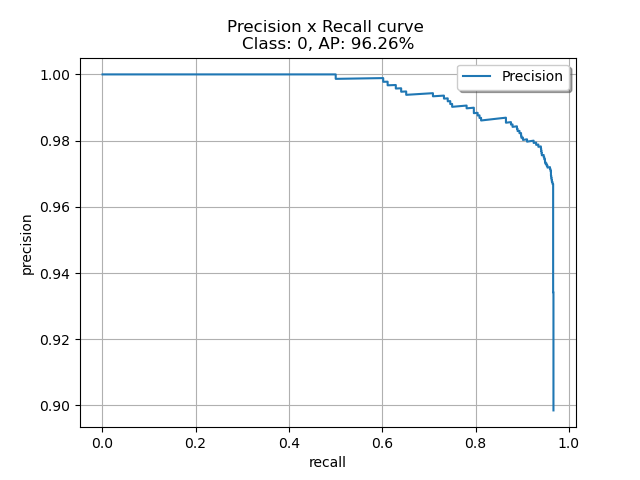 Precision x Recall curve
Class: 0, AP: 96.26%
Precision
1.00
0.98
0.96
0.94
0.92
0.90
precision
0.0 0.2 0.4 0.6 0.8 1.0
recall